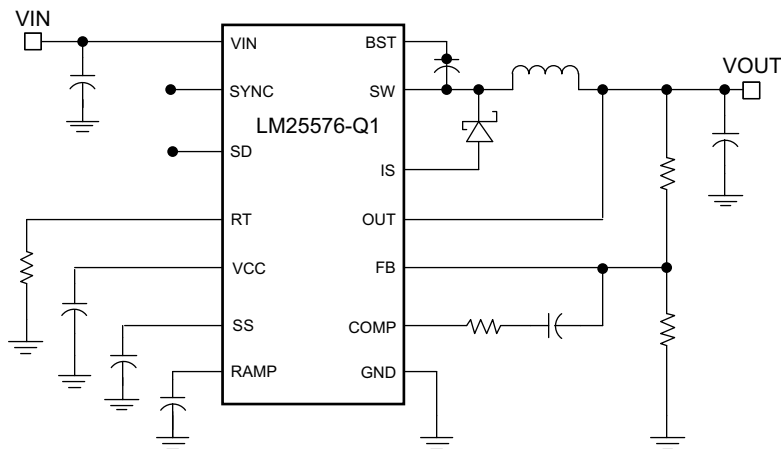 VIN
VOUT
VIN
SYNC
SD
RT
VCC
SS
RAMP
LM25576-Q1
BST
SW
IS
OUT
FB
COMP
GND